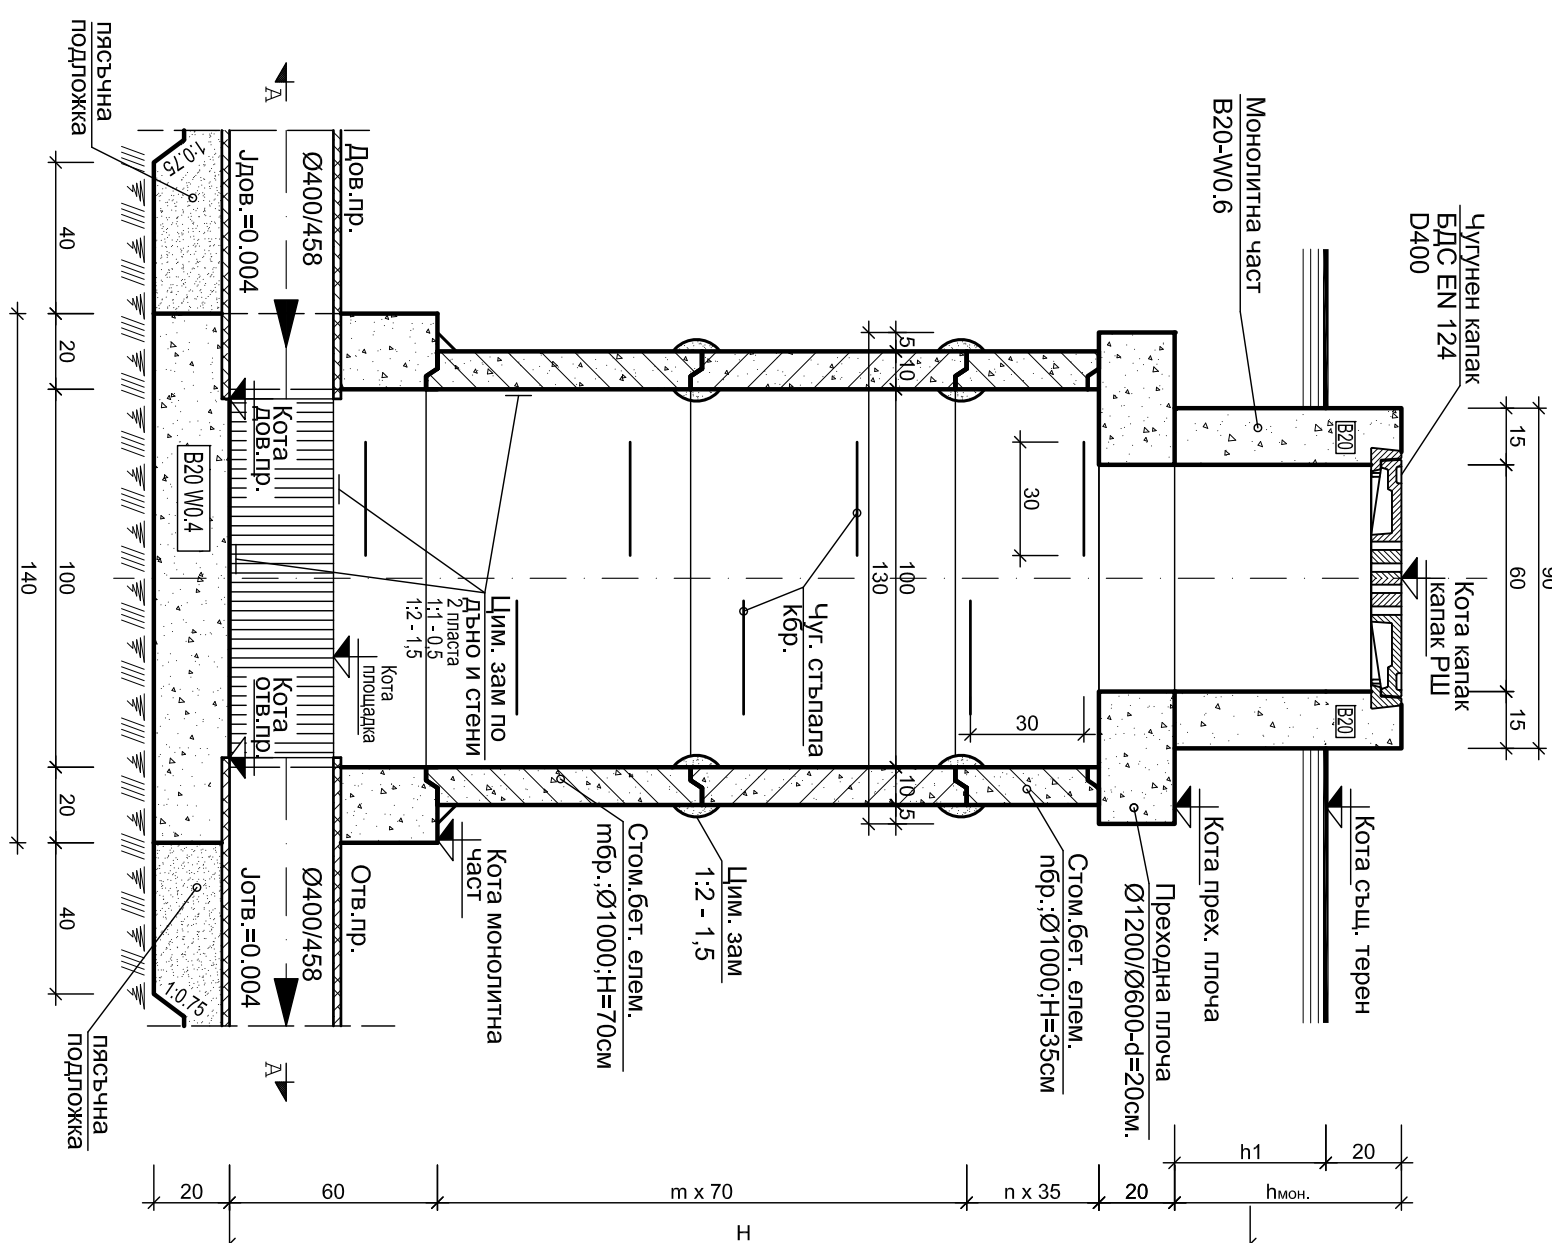 90
15
60
15
Кота капак
капак РШ
Чугунен капак
БДС EN 124
D400
Монолитна част
B20-W0.6
B20
B20
Кота същ. терен
Кота прех. плоча
Преходна плоча
Ø1200/Ø600-d=20см.
Стом.бет. елем.
nбр.;Ø1000;H=35см
30
30
Цим. зам
1:2 - 1,5
5
10
100
10
5
130
Чуг. стъпала
kбр.
Стом.бет. елем.
mбр.;Ø1000;H=70см
Цим. зам по
дъно и стени
2 пласта
1:1 - 0,5
1:2 - 1,5
Кота монолитна
част
Кота
площадка
Дов.пр.
Ø400/458
Jдов.=0.004
Кота
дов.пр.
Кота
отв.пр.
Отв.пр.
Ø400/458
Jотв.=0.004
A
A
B20 W0.4
1:0.75
1:0.75
пясъчна
подложка
пясъчна
подложка
40
20
100
20
40
140
20
60
m x 70
n x 35
20
hмон.
h1
20
H